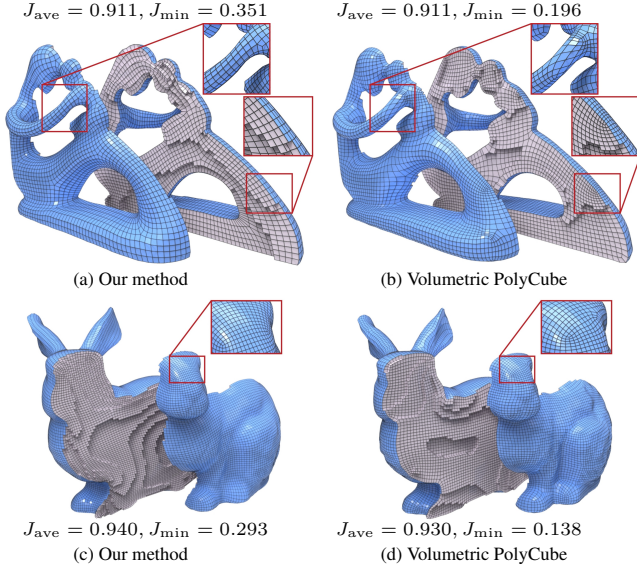 J_ave = 0.911, J_min = 0.351
J_ave = 0.911, J_min = 0.196
(a) Our method
(b) Volumetric PolyCube
J_ave = 0.940, J_min = 0.293
J_ave = 0.930, J_min = 0.138
(c) Our method
(d) Volumetric PolyCube